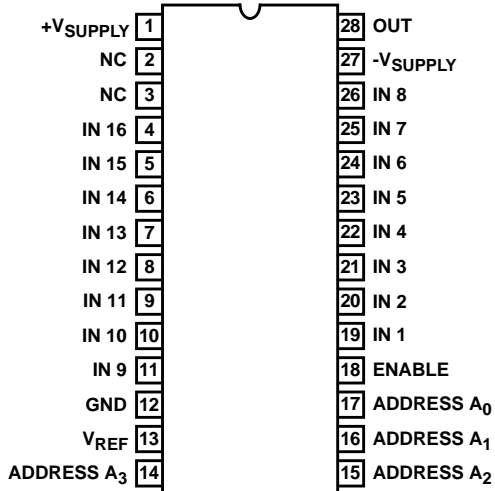 +VSUPPLY 1 28 OUT
NC 2 27 -VSUPPLY
NC 3 26 IN 8
IN 16 4 25 IN 7
IN 15 5 24 IN 6
IN 14 6 23 IN 5
IN 13 7 22 IN 4
IN 12 8 21 IN 3
IN 11 9 20 IN 2
IN 10 10 19 IN 1
IN 9 11 18 ENABLE
GND 12 17 ADDRESS A0
VREF 13 16 ADDRESS A1
ADDRESS A3 14 15 ADDRESS A2